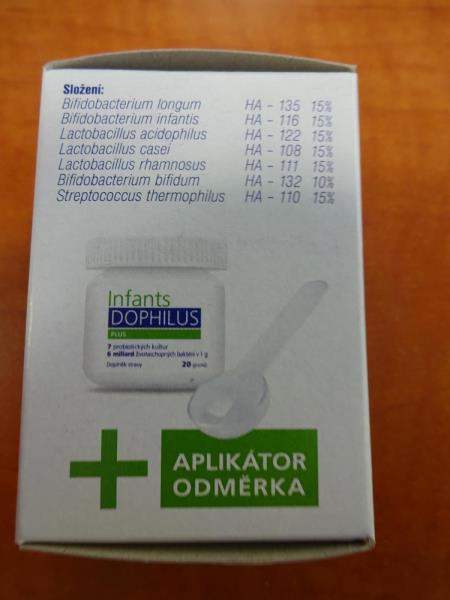 Složení:
Bifidobacterium longum HA - 135 15%
Bifidobacterium infantis HA - 116 15%
Lactobacillus acidophilus HA - 122 15%
Lactobacillus casei HA - 108 15%
Lactobacillus rhamnosus HA - 111 15%
Bifidobacterium bifidum HA - 132 10%
Streptococcus thermophilus HA - 110 15%
Infants
DOPHILUS
PLUS
7 probiotických kultur
6 miliard životaschopných baktérií v 1 g
Doplněk stravy 20 gramů
APLIKÁTOR
ODMĚRKA